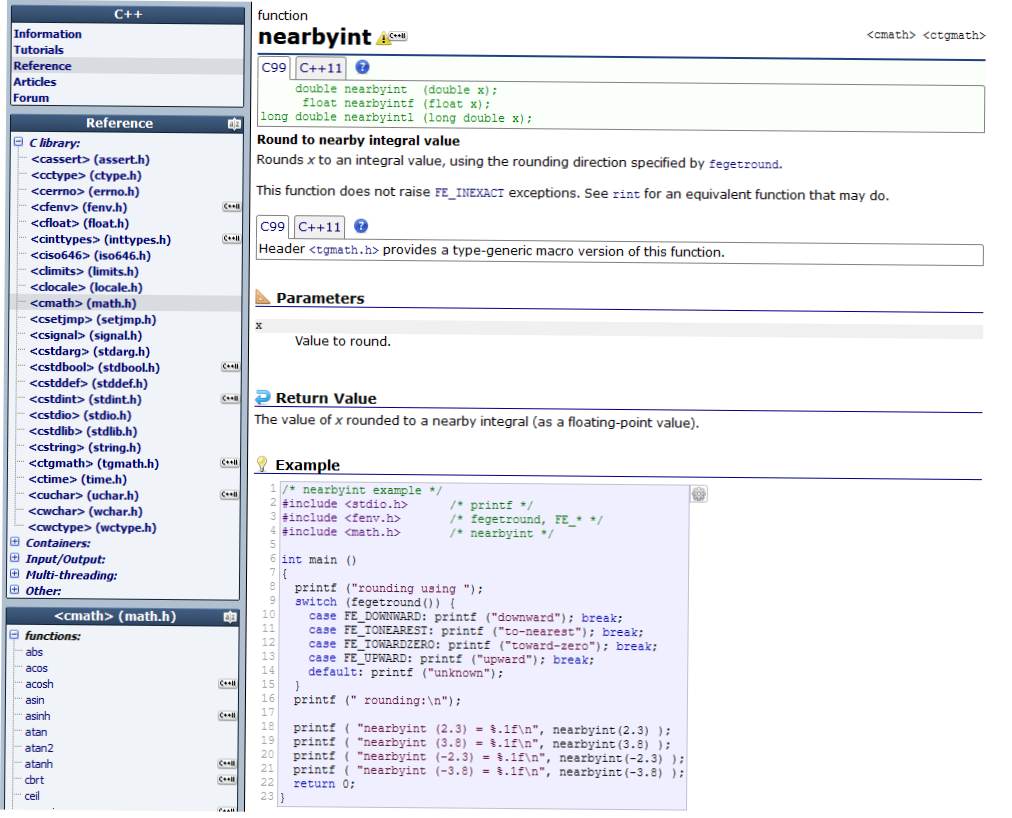 C++
Information
Tutorials
Reference
Articles
Forum
Reference
C library:
<cassert> (assert.h)
<cctype> (ctype.h)
<cerrno> (errno.h)
<cfenv> (fenv.h)
C++11
<cfloat> (float.h)
<cinttypes> (inttypes.h)
C++11
<ciso646> (iso646.h)
<climits> (limits.h)
<clocale> (locale.h)
<cmath> (math.h)
<csetjmp> (setjmp.h)
<csignal> (signal.h)
<cstdarg> (stdarg.h)
<cstdbool> (stdbool.h)
C++11
<cstddef> (stddef.h)
<cstdint> (stdint.h)
C++11
<cstdio> (stdio.h)
<cstdlib> (stdlib.h)
<cstring> (string.h)
<ctgmath> (tgmath.h)
C++11
<ctime> (time.h)
<cuchar> (uchar.h)
C++11
<cwchar> (wchar.h)
<cwctype> (wctype.h)
Containers:
Input/Output:
Multi-threading:
Other:
<cmath> (math.h)
functions:
abs
acos
acosh
C++11
asin
asinh
C++11
atan
atan2
atanh
C++11
cbrt
C++11
ceil
function
nearbyint
C++11
<cmath> <ctgmath>
C99 C++11 ?
double nearbyint (double x);
float nearbyintf (float x);
long double nearbyintl (long double x);
Round to nearby integral value
Rounds x to an integral value, using the rounding direction specified by fegetround.
This function does not raise FE_INEXACT exceptions. See rint for an equivalent function that may do.
C99 C++11 ?
Header <tgmath.h> provides a type-generic macro version of this function.
Parameters
x
Value to round.
Return Value
The value of x rounded to a nearby integral (as a floating-point value).
Example
1 /* nearbyint example */
2 #include <stdio.h> /* printf */
3 #include <fenv.h> /* fegetround, FE_* */
4 #include <math.h> /* nearbyint */
5
6 int main ()
7 {
8 printf ("rounding using ");
9 switch (fegetround()) {
10 case FE_DOWNWARD: printf ("downward"); break;
11 case FE_TONEAREST: printf ("to-nearest"); break;
12 case FE_TOWARDZERO: printf ("toward-zero"); break;
13 case FE_UPWARD: printf ("upward"); break;
14 default: printf ("unknown");
15 }
16 printf (" rounding:\n");
17
18 printf ( "nearbyint (2.3) = %.1f\n", nearbyint(2.3) );
19 printf ( "nearbyint (3.8) = %.1f\n", nearbyint(3.8) );
20 printf ( "nearbyint (-2.3) = %.1f\n", nearbyint(-2.3) );
21 printf ( "nearbyint (-3.8) = %.1f\n", nearbyint(-3.8) );
22 return 0;
23 }